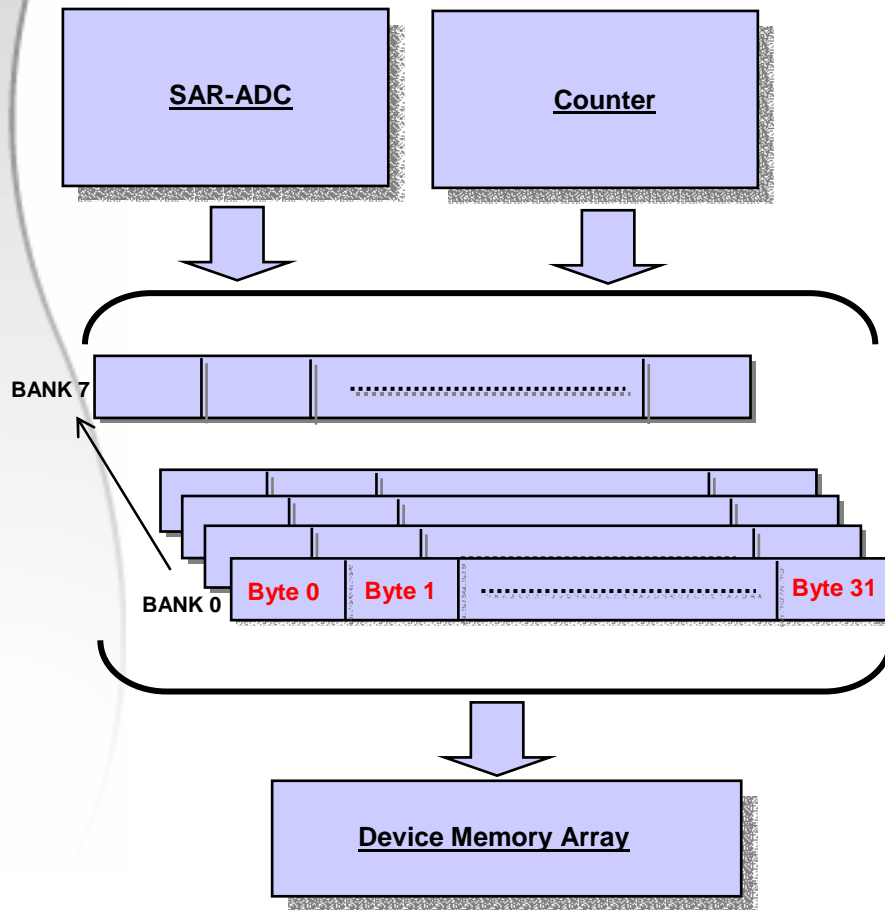 SAR-ADC
Counter
BANK 7
BANK 0
Byte 0
Byte 1
Byte 31
Device Memory Array